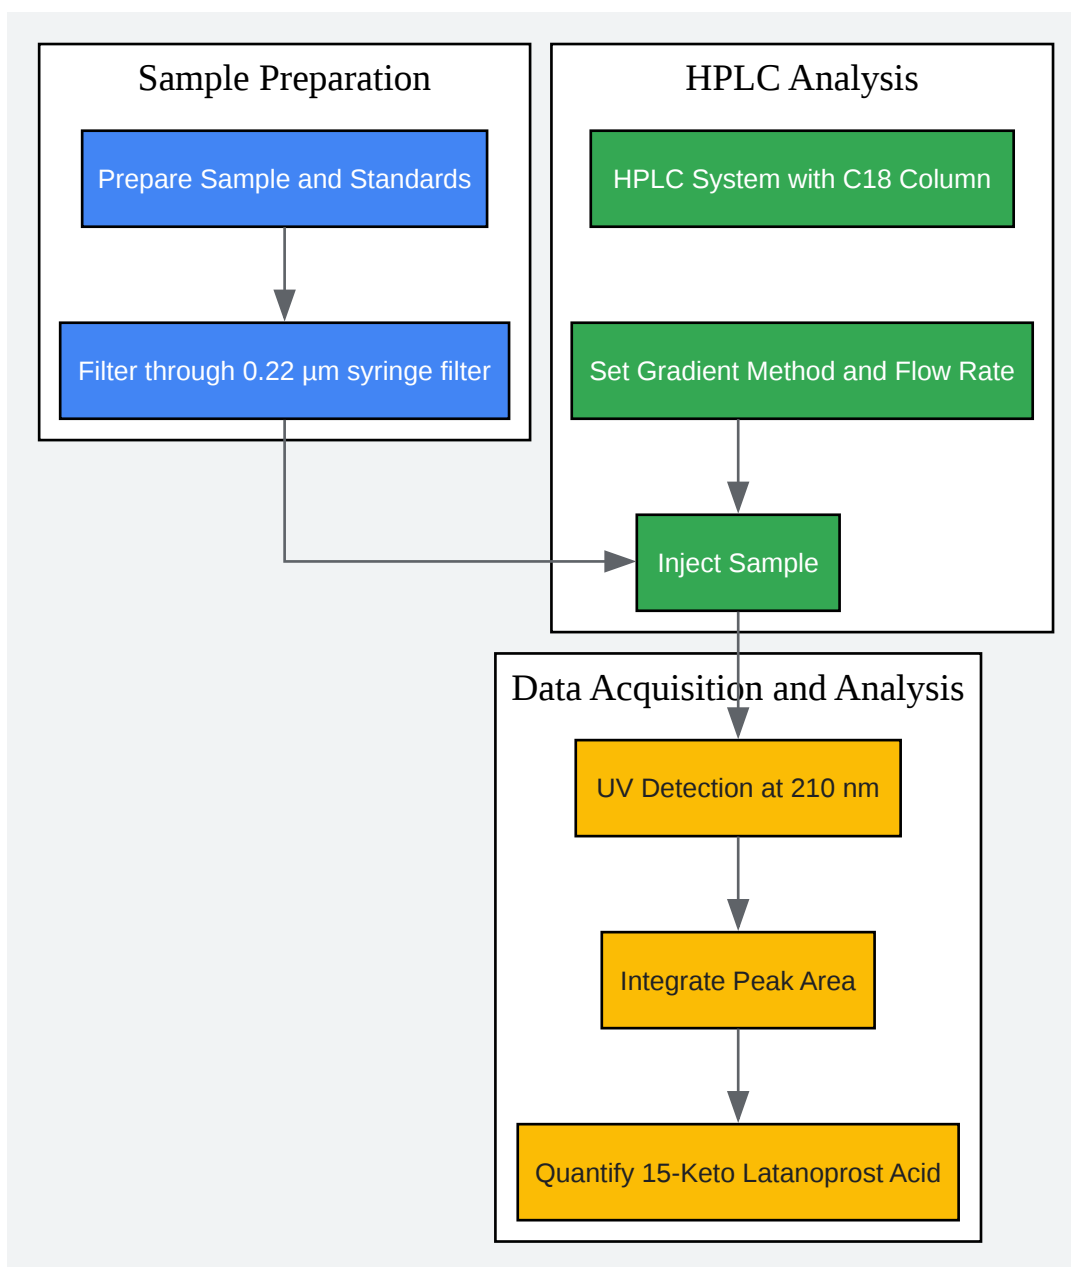 Sample Preparation
Prepare Sample and Standards
Filter through 0.22 µm syringe filter
HPLC Analysis
HPLC System with C18 Column
Set Gradient Method and Flow Rate
Inject Sample
Data Acquisition and Analysis
UV Detection at 210 nm
Integrate Peak Area
Quantify 15-Keto Latanoprost Acid